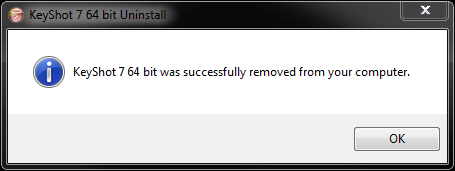 KeyShot 7 64 bit Uninstall
KeyShot 7 64 bit was successfully removed from your computer.
OK